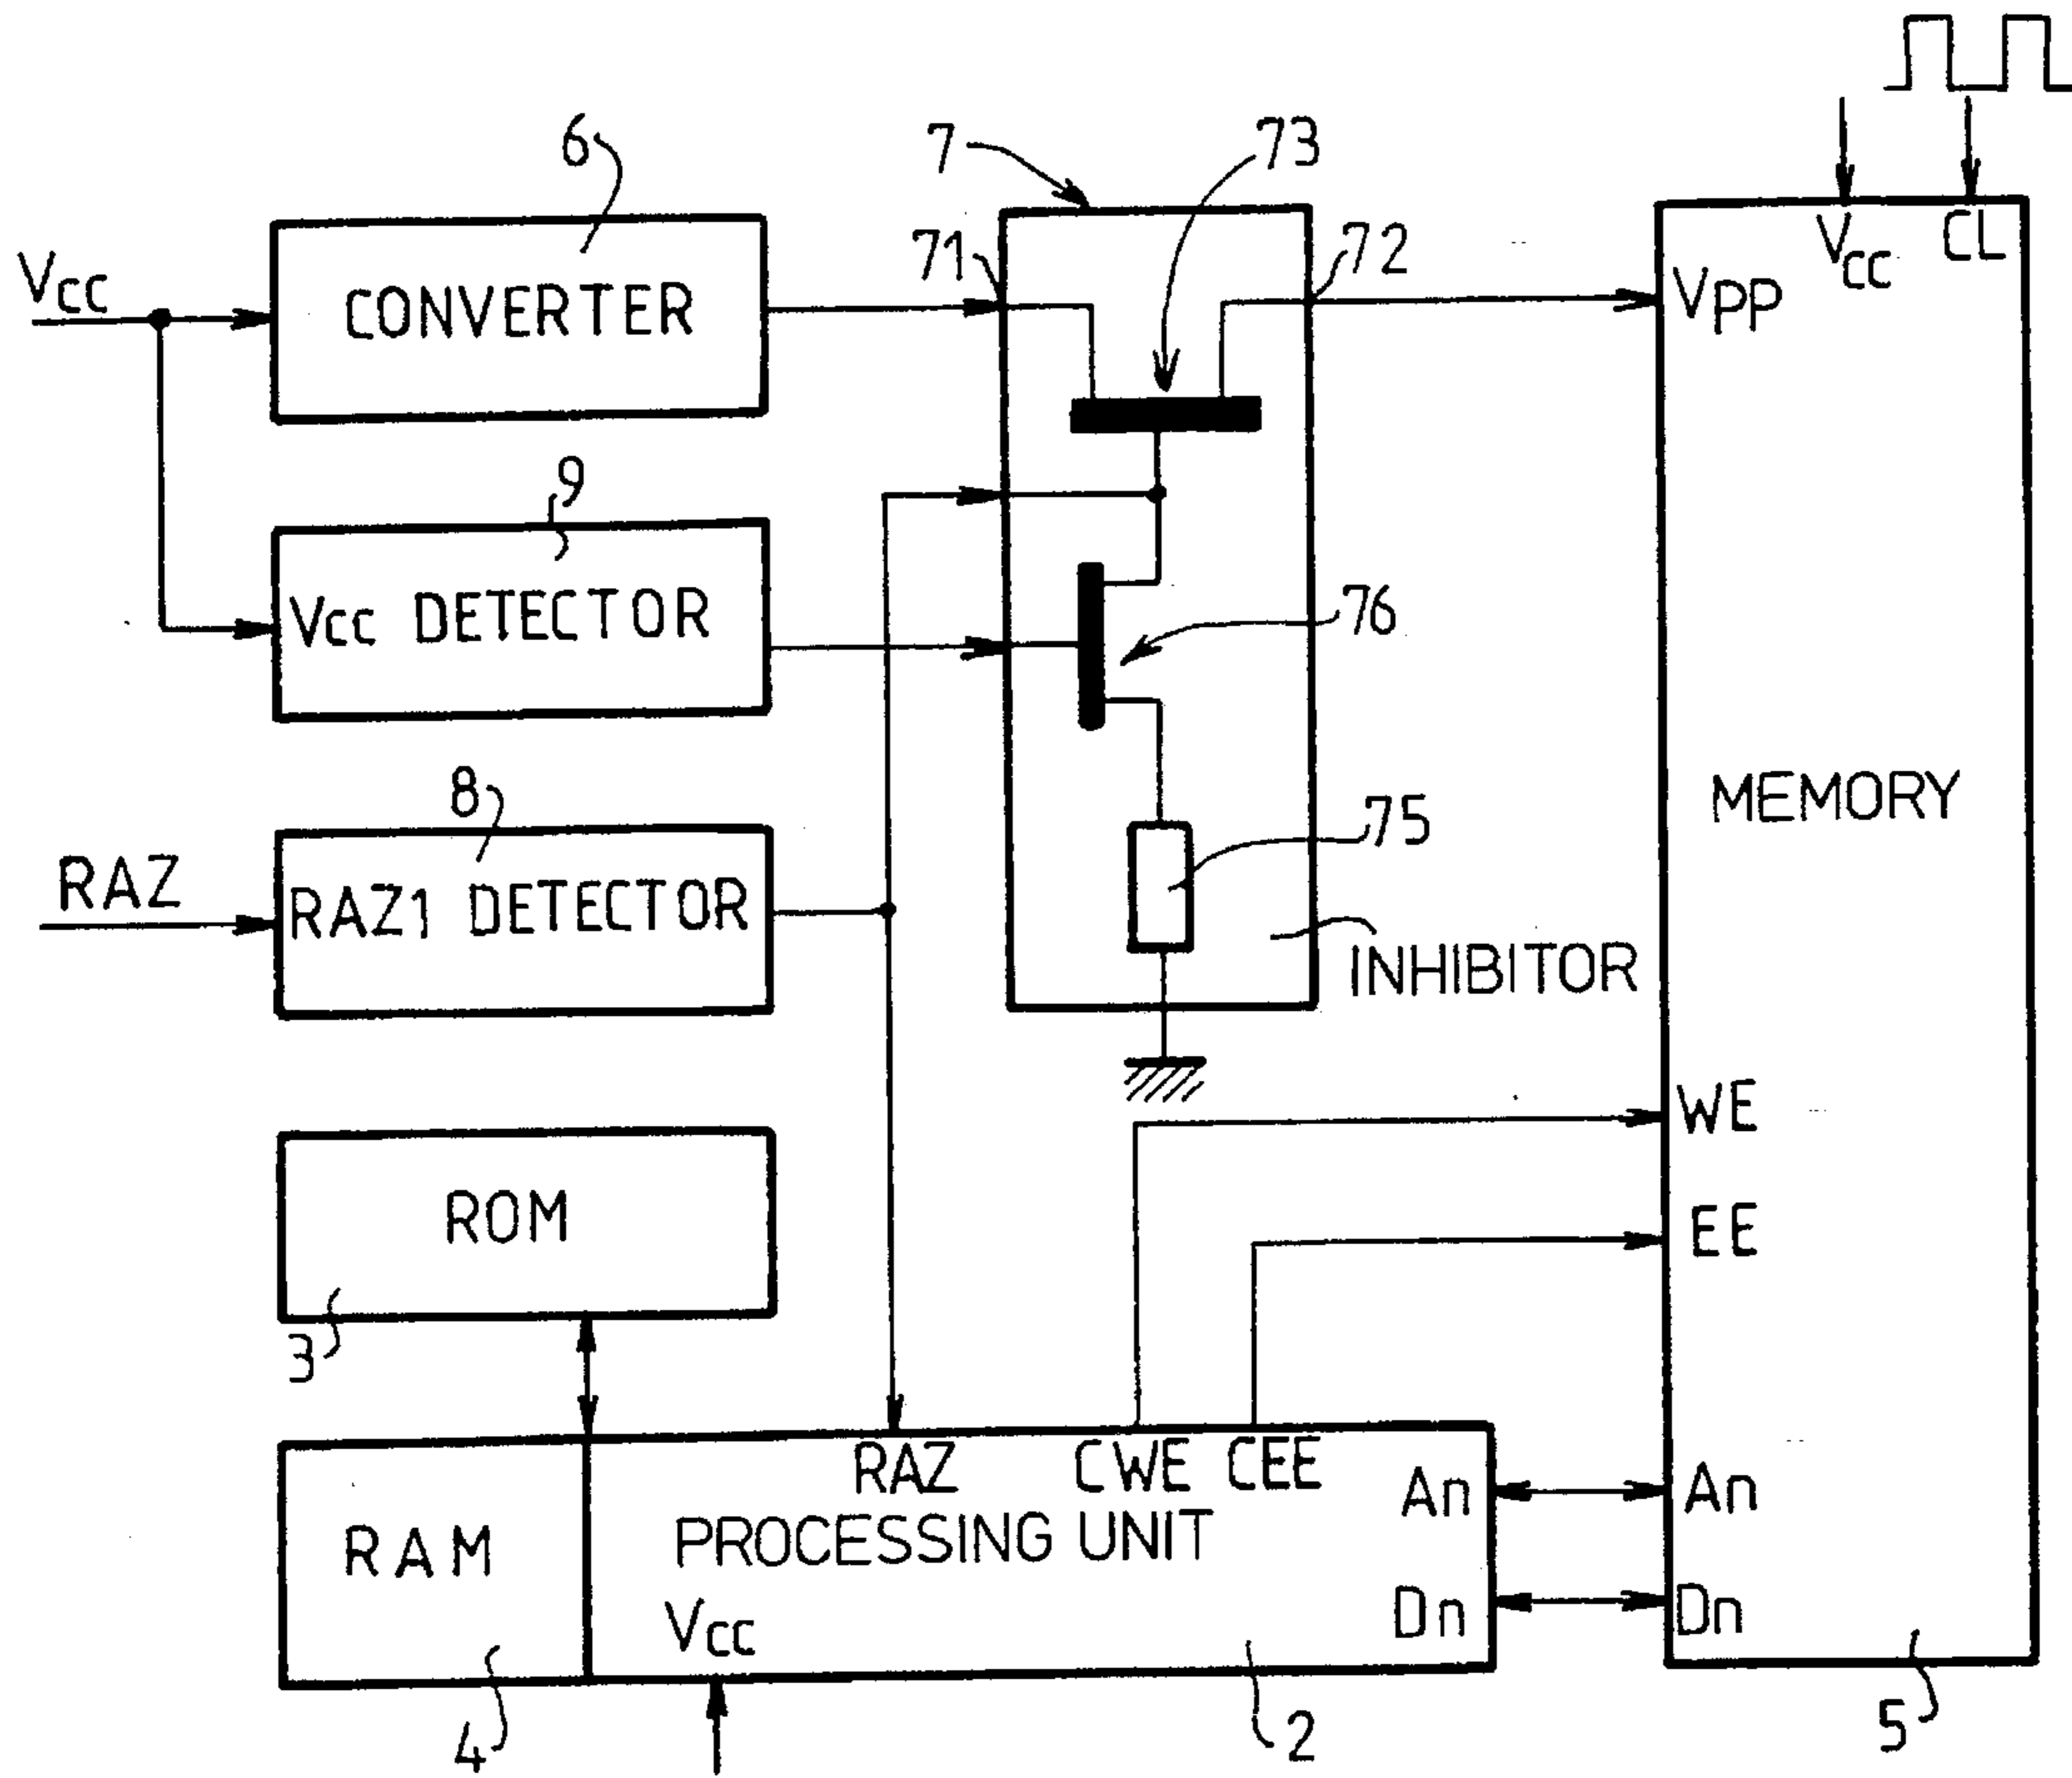 6
7
73
71
72
Vcc
CONVERTER
Vcc
CL
VPP
9
Vcc DETECTOR
76
8
75
MEMORY
RAZ
RAZ1 DETECTOR
INHIBITOR
WE
ROM
EE
3
RAZ
CWE
CEE
An
An
RAM
PROCESSING UNIT
Vcc
Dn
Dn
4
2
5